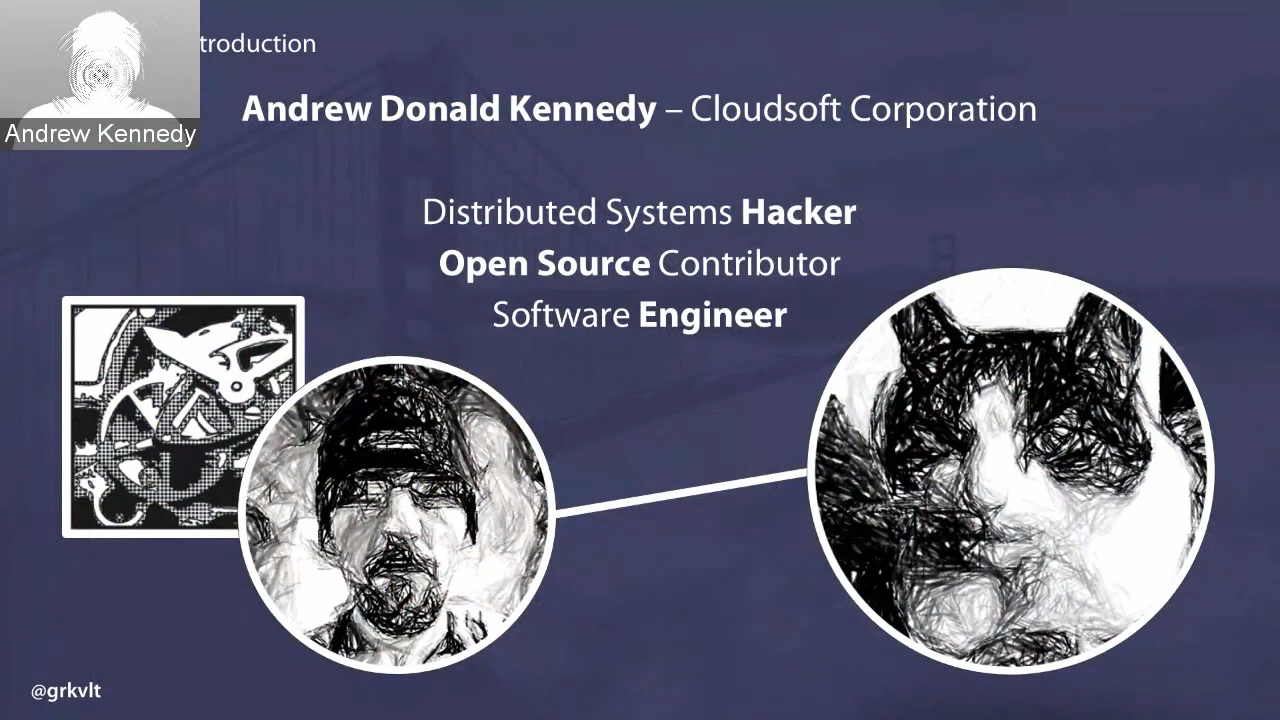 troduction
Andrew Kennedy
Andrew Donald Kennedy – Cloudsoft Corporation
Distributed Systems Hacker
Open Source Contributor
Software Engineer
@grkvlt